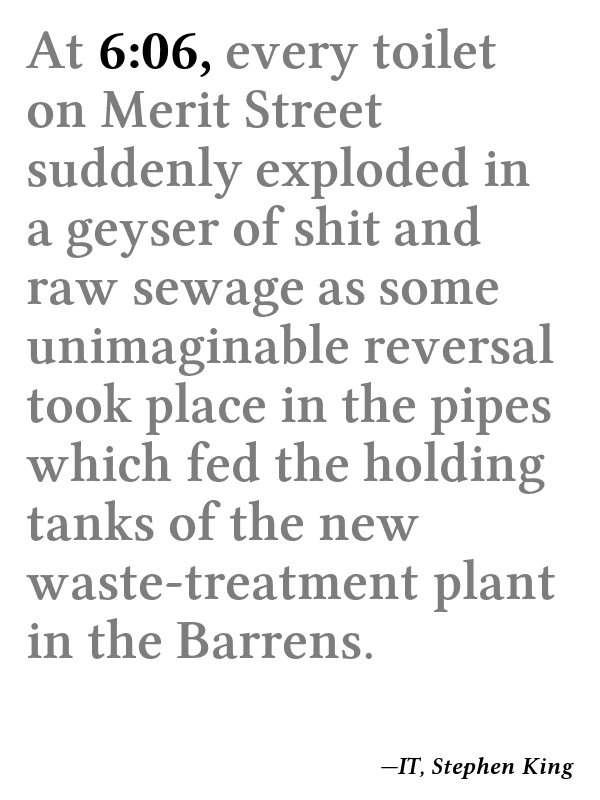 At 6:06, every toilet
on Merit Street
suddenly exploded in
a geyser of shit and
raw sewage as some
unimaginable reversal
took place in the pipes
which fed the holding
tanks of the new
waste-treatment plant
in the Barrens.
—IT, Stephen King